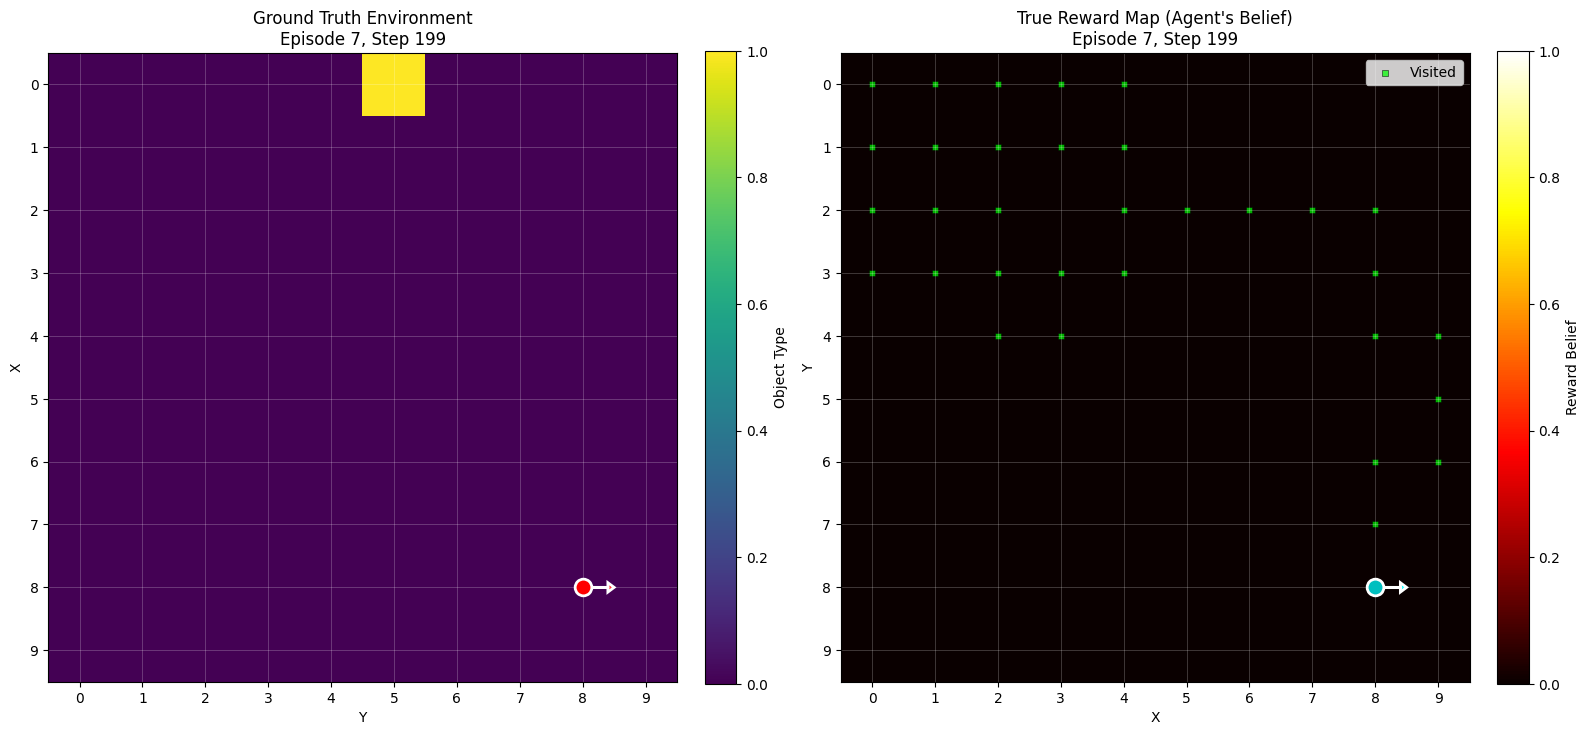 Ground Truth Environment
Episode 7, Step 199
0
1
2
3
4
5
6
7
8
9
X
0 1 2 3 4 5 6 7 8 9
Y
1.0
0.8
0.6
0.4
0.2
0.0
Object Type
True Reward Map (Agent's Belief)
Episode 7, Step 199
Visited
0
1
2
3
4
5
6
7
8
9
Y
0 1 2 3 4 5 6 7 8 9
X
1.0
0.8
0.6
0.4
0.2
0.0
Reward Belief